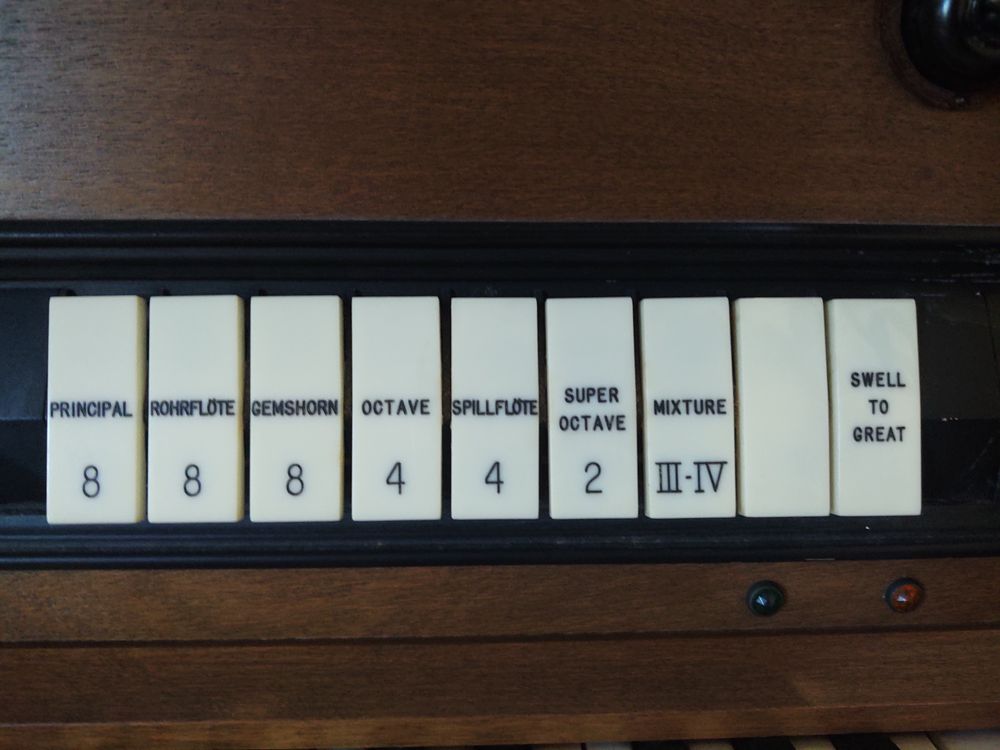 PRINCIPAL
8
ROHRFLÖTE
8
GEMSHORN
8
OCTAVE
4
SPILLFLÖTE
4
SUPER
OCTAVE
2
MIXTURE
III-IV
SWELL
TO
GREAT